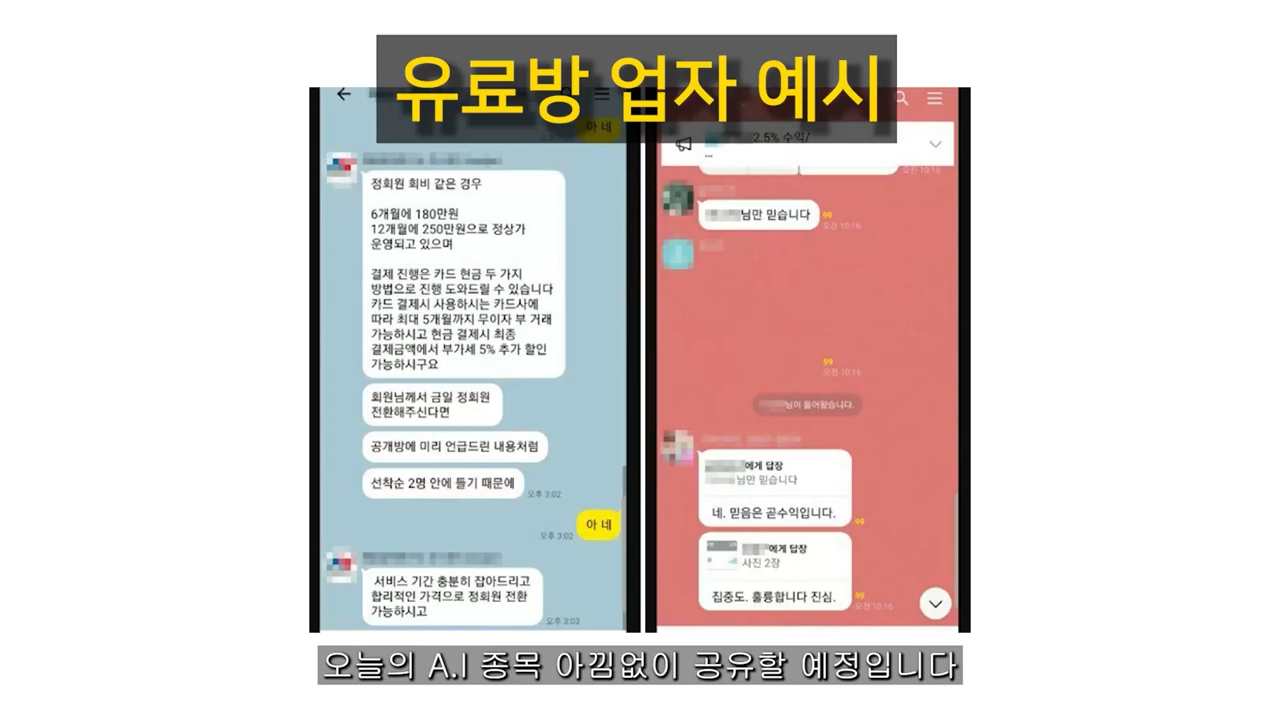 유료방 업자 예시
아 네
정회원 회비 같은 경우
6개월에 180만원
12개월에 250만원으로 정상가
운영되고 있으며
결제 진행은 카드 현금 두 가지
방법으로 진행 도와드릴 수 있습니다
카드 결제시 사용하시는 카드사에
따라 최대 5개월까지 무이자 부 거래
가능하시고 현금 결제시 최종
결제금액에서 부가세 5% 추가 할인
가능하시구요
회원님께서 금일 정회원
전환해주신다면
공개방에 미리 언급드린 내용처럼
선착순 2명 안에 들기 때문에
오후 3:02
아 네
오후 3:02
서비스 기간 충분히 잡아드리고
합리적인 가격으로 정회원 전환
가능하시고
오후 3:03
2.5% 수익/
...
오전 10:16
님만 믿습니다
99
오전 10:16
99
오전 10:16
님이 들어왔습니다.
에게 답장
님만 믿습니다
네. 믿음은 곧수익입니다.
99
에게 답장
사진 2장
집중도. 훌륭합니다 진심.
99
오전 10:16
오늘의 A.I 종목 아낌없이 공유할 예정입니다